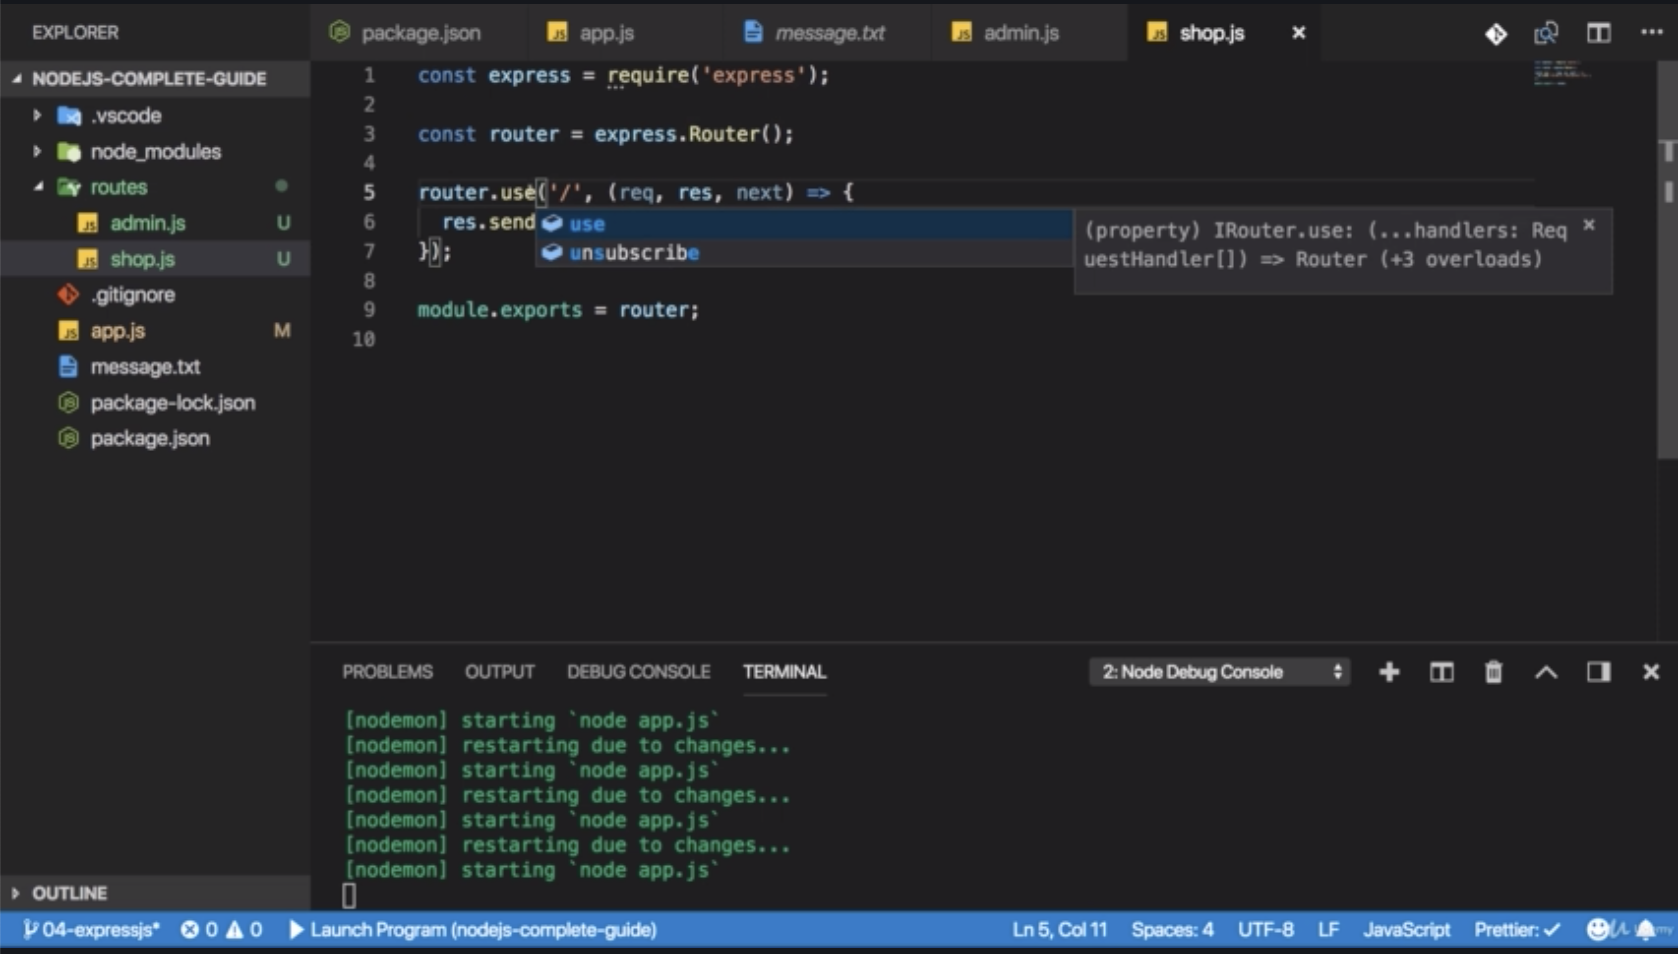 EXPLORER
NODEJS-COMPLETE-GUIDE
.vscode
node_modules
routes
admin.js U
shop.js U
.gitignore
app.js M
message.txt
package-lock.json
package.json
OUTLINE
package.json app.js message.txt admin.js shop.js
1 const express = require('express');
2
3 const router = express.Router();
4
5 router.use('/', (req, res, next) => {
6 res.send
7 });
8
9 module.exports = router;
10
use
unsubscribe
(property) IRouter.use: (...handlers: Req
uestHandler[]) => Router (+3 overloads)
PROBLEMS OUTPUT DEBUG CONSOLE TERMINAL 2: Node Debug Console
[nodemon] starting `node app.js`
[nodemon] restarting due to changes...
[nodemon] starting `node app.js`
[nodemon] restarting due to changes...
[nodemon] starting `node app.js`
[nodemon] restarting due to changes...
[nodemon] starting `node app.js`
04-expressjs* 0 0 Launch Program (nodejs-complete-guide) Ln 5, Col 11 Spaces: 4 UTF-8 LF JavaScript Prettier: ✓